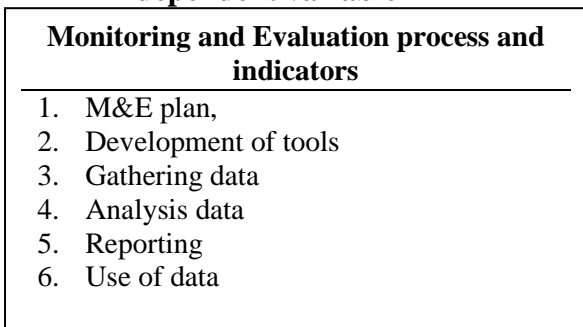 Monitoring and Evaluation process and
indicators
1. M&E plan,
2. Development of tools
3. Gathering data
4. Analysis data
5. Reporting
6. Use of data